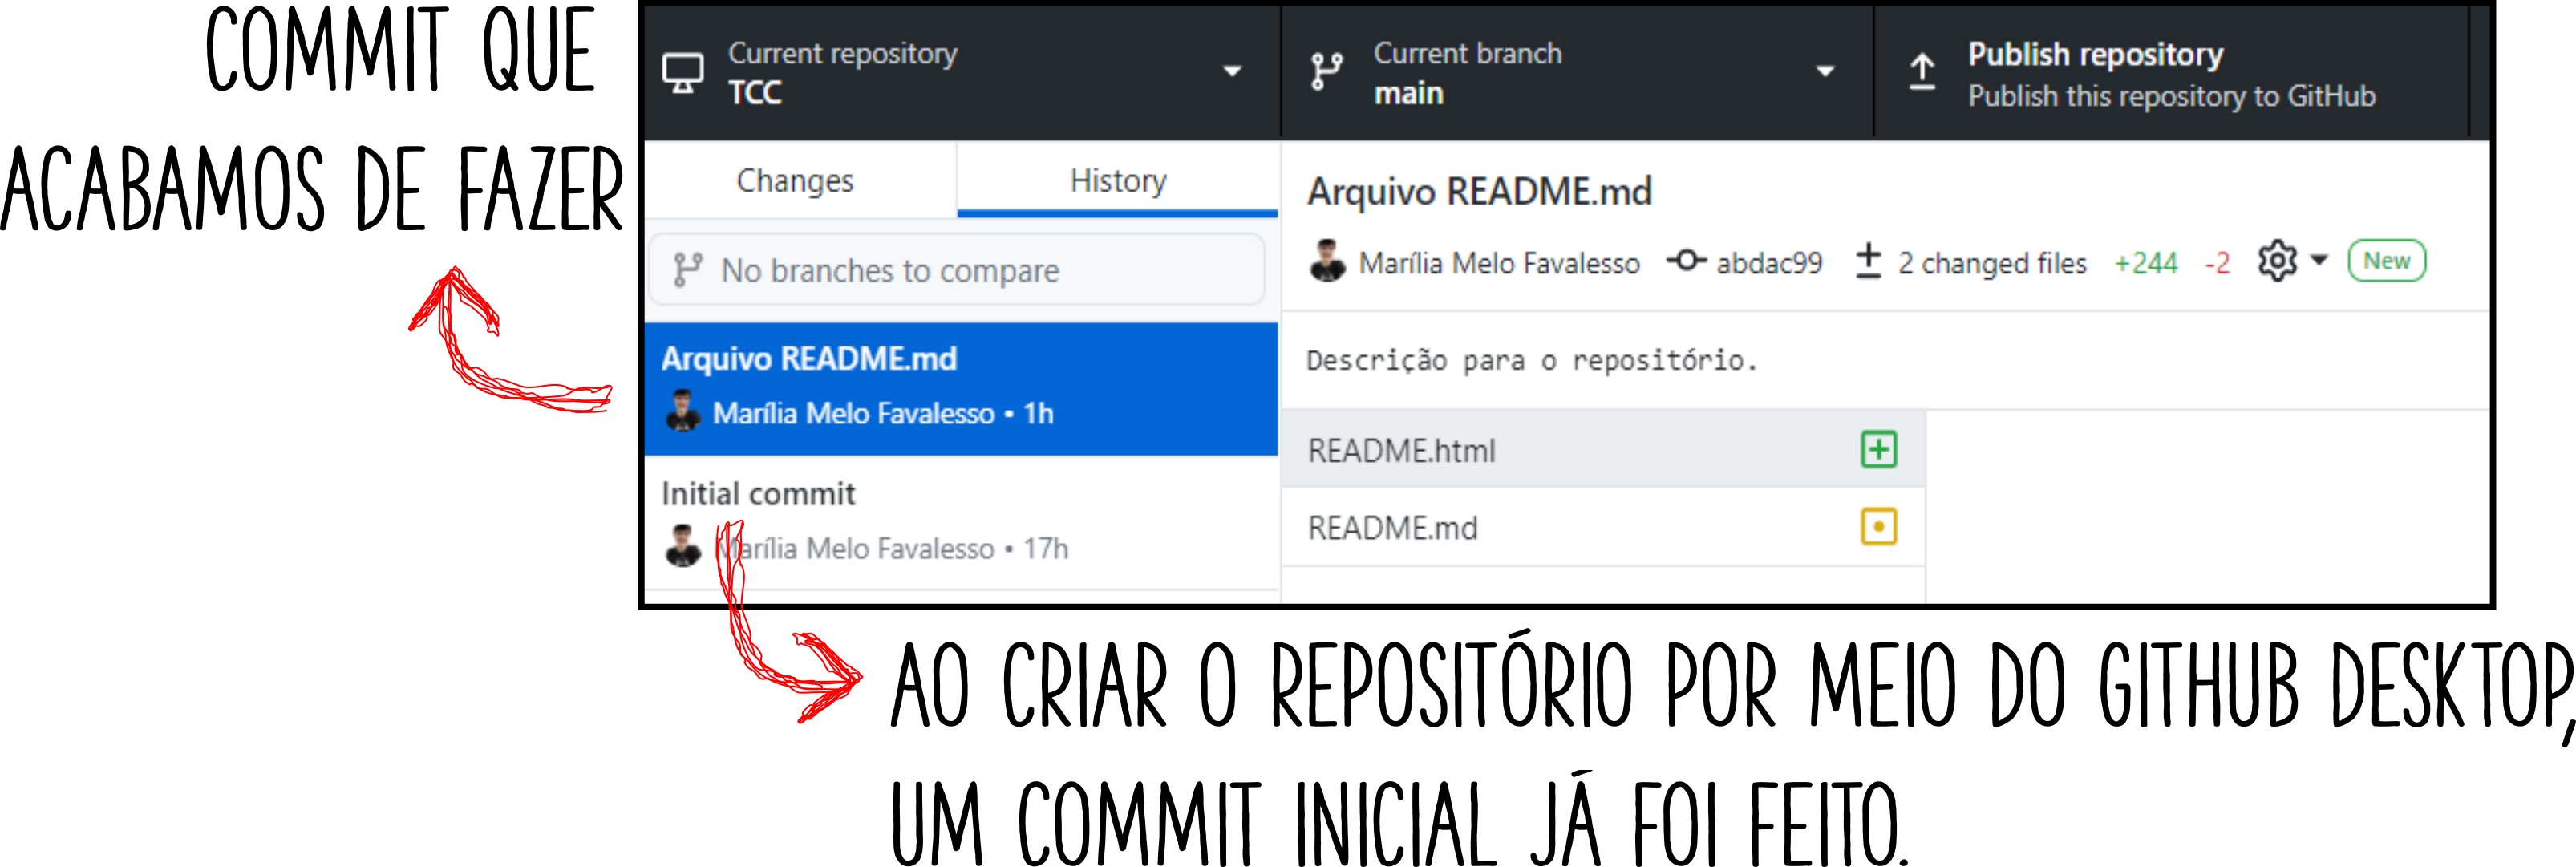 COMMIT QUE
ACABAMOS DE FAZER
Current repository
TCC
Current branch
main
Publish repository
Publish this repository to GitHub
Changes
History
No branches to compare
Arquivo README.md
Marília Melo Favalesso • 1h
Initial commit
Marília Melo Favalesso • 17h
Arquivo README.md
Marília Melo Favalesso abdac99 2 changed files +244 -2 New
Descrição para o repositório.
README.html
README.md
AO CRIAR O REPOSITÓRIO POR MEIO DO GITHUB DESKTOP,
UM COMMIT INICIAL JÁ FOI FEITO.